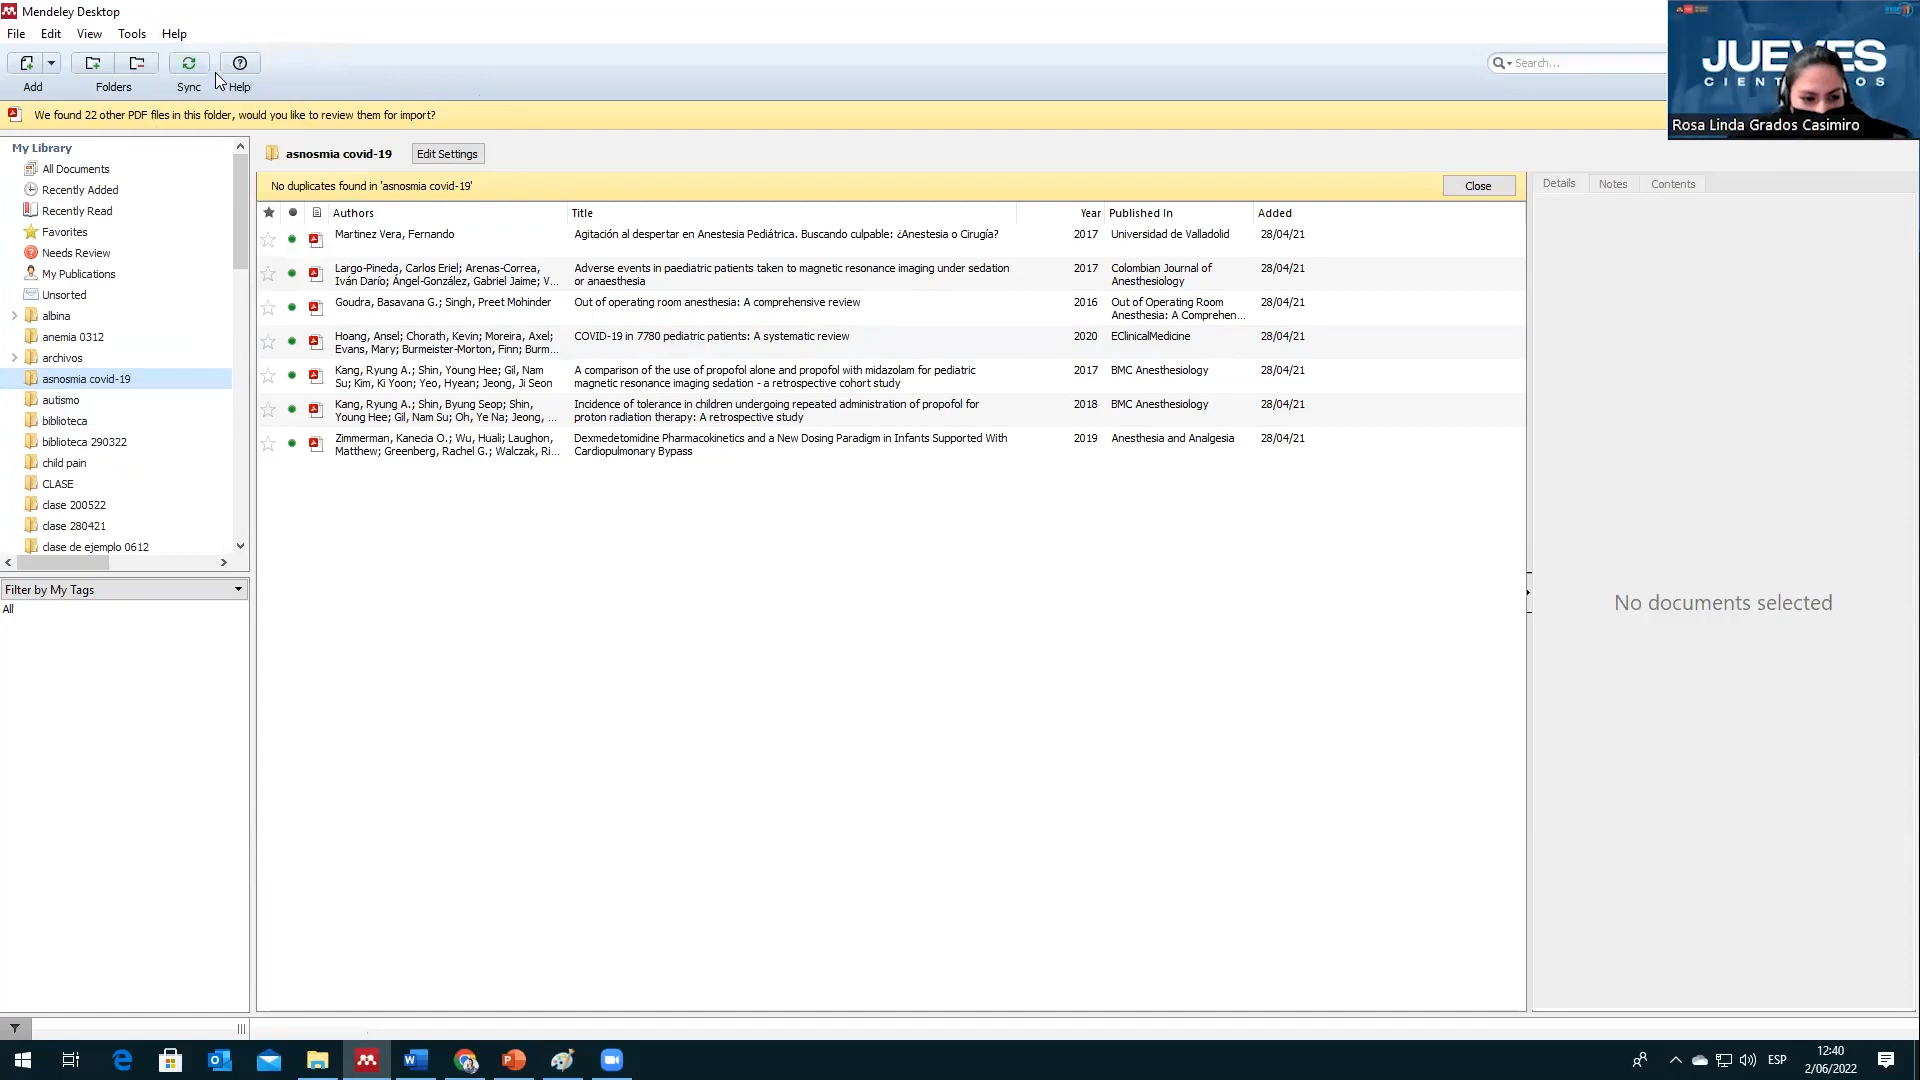 Mendeley Desktop
File Edit View Tools Help
Add Folders Sync Help
Search...
JUEVES
Rosa Linda Grados Casimiro
We found 22 other PDF files in this folder, would you like to review them for import?
My Library
All Documents
Recently Added
Recently Read
Favorites
Needs Review
My Publications
Unsorted
albina
anemia 0312
archivos
asnosmia covid-19
autismo
biblioteca
biblioteca 290322
child pain
CLASE
clase 200522
clase 280421
clase de ejemplo 0612
Filter by My Tags
All
asnosmia covid-19 Edit Settings
No duplicates found in 'asnosmia covid-19' Close
Authors Title Year Published In Added
Martinez Vera, Fernando Agitación al despertar en Anestesia Pediátrica. Buscando culpable: ¿Anestesia o Cirugía? 2017 Universidad de Valladolid 28/04/21
Largo-Pineda, Carlos Eriel; Arenas-Correa, Adverse events in paediatric patients taken to magnetic resonance imaging under sedation 2017 Colombian Journal of 28/04/21
Iván Darío; Ángel-González, Gabriel Jaime; V... or anaesthesia Anesthesiology
Goudra, Basavana G.; Singh, Preet Mohinder Out of operating room anesthesia: A comprehensive review 2016 Out of Operating Room 28/04/21
Anesthesia: A Comprehen...
Hoang, Ansel; Chorath, Kevin; Moreira, Axel; COVID-19 in 7780 pediatric patients: A systematic review 2020 EClinicalMedicine 28/04/21
Evans, Mary; Burmeister-Morton, Finn; Burm...
Kang, Ryung A.; Shin, Young Hee; Gil, Nam A comparison of the use of propofol alone and propofol with midazolam for pediatric 2017 BMC Anesthesiology 28/04/21
Su; Kim, Ki Yoon; Yeo, Hyean; Jeong, Ji Seon magnetic resonance imaging sedation - a retrospective cohort study
Kang, Ryung A.; Shin, Byung Seop; Shin, Incidence of tolerance in children undergoing repeated administration of propofol for 2018 BMC Anesthesiology 28/04/21
Young Hee; Gil, Nam Su; Oh, Ye Na; Jeong, ... proton radiation therapy: A retrospective study
Zimmerman, Kanecia O.; Wu, Huali; Laughon, Dexmedetomidine Pharmacokinetics and a New Dosing Paradigm in Infants Supported With 2019 Anesthesia and Analgesia 28/04/21
Matthew; Greenberg, Rachel G.; Walczak, Ri... Cardiopulmonary Bypass
Details Notes Contents
No documents selected
ESP
12:40
2/06/2022